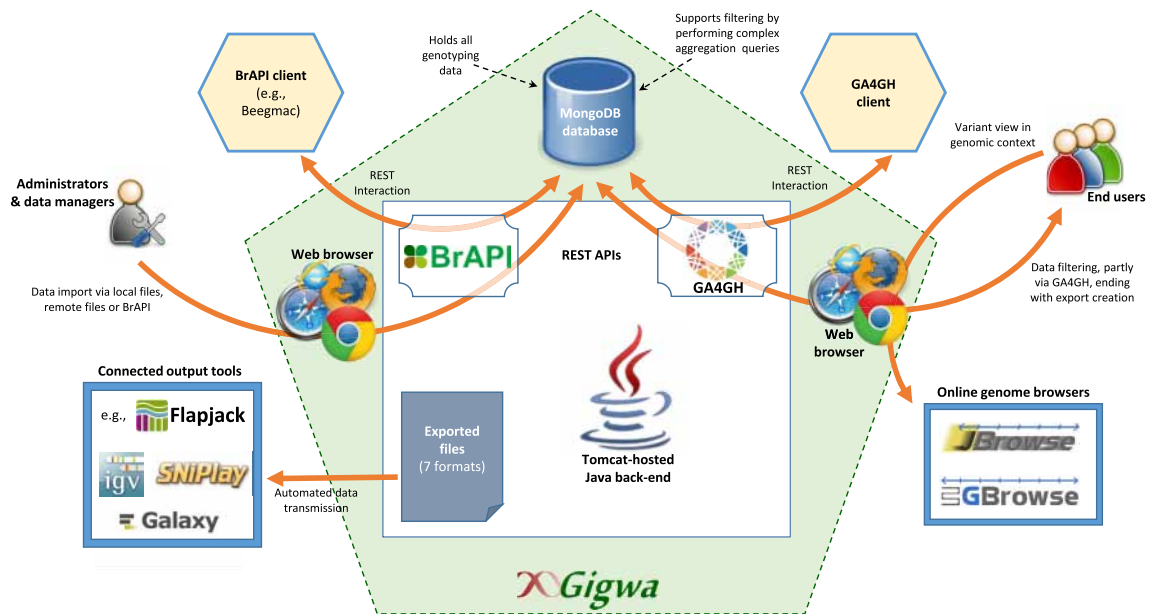 Supports filtering by
performing complex
aggregation queries
Holds all
genotyping
data
BrAPI client
(e.g.,
Beegmac)
MongoDB
database
GA4GH
client
Variant view in
genomic context
End users
REST
Interaction
REST
Interaction
Administrators
& data managers
Web browser
BrAPI
REST APIs
GA4GH
Data import via local files,
remote files or BrAPI
Data filtering, partly
via GA4GH, ending
with export creation
Web
browser
Connected output tools
e.g., Flapjack
igv
SNiPlay
Galaxy
Automated data
transmission
Exported
files
(7 formats)
Tomcat-hosted
Java back-end
Online genome browsers
JBrowse
GBrowse
Gigwa